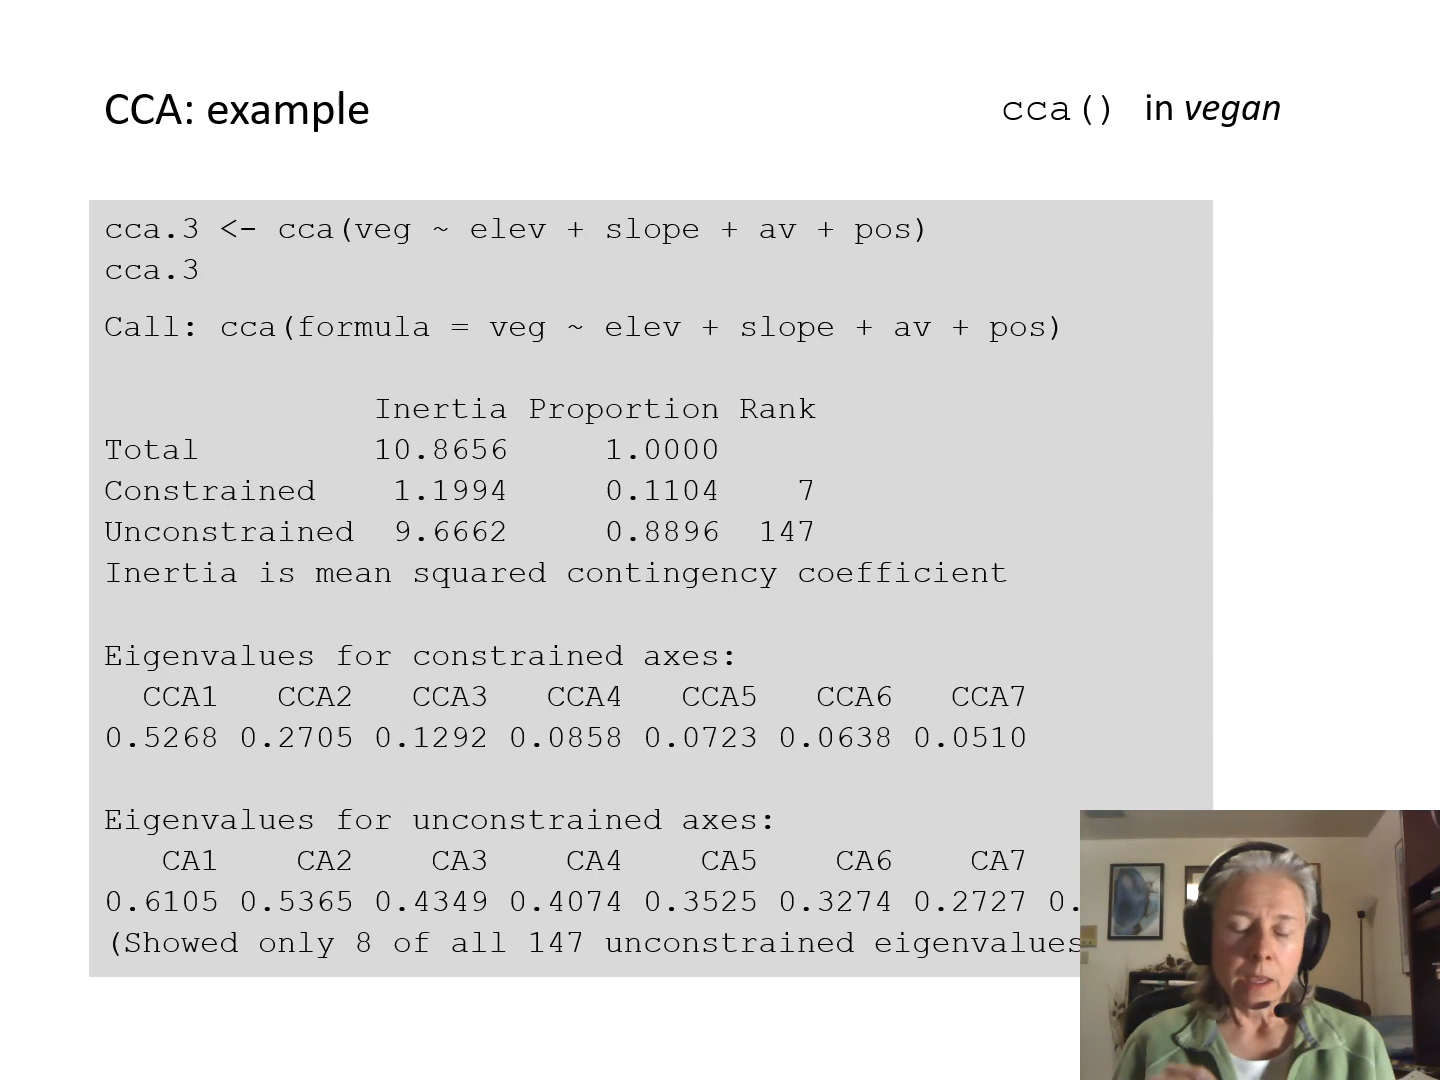 CCA: example
cca() in vegan
cca.3 <- cca(veg ~ elev + slope + av + pos)
cca.3
Call: cca(formula = veg ~ elev + slope + av + pos)
Inertia Proportion Rank
Total 10.8656 1.0000
Constrained 1.1994 0.1104 7
Unconstrained 9.6662 0.8896 147
Inertia is mean squared contingency coefficient
Eigenvalues for constrained axes:
CCA1 CCA2 CCA3 CCA4 CCA5 CCA6 CCA7
0.5268 0.2705 0.1292 0.0858 0.0723 0.0638 0.0510
Eigenvalues for unconstrained axes:
CA1 CA2 CA3 CA4 CA5 CA6 CA7
0.6105 0.5365 0.4349 0.4074 0.3525 0.3274 0.2727 0.
(Showed only 8 of all 147 unconstrained eigenvalues